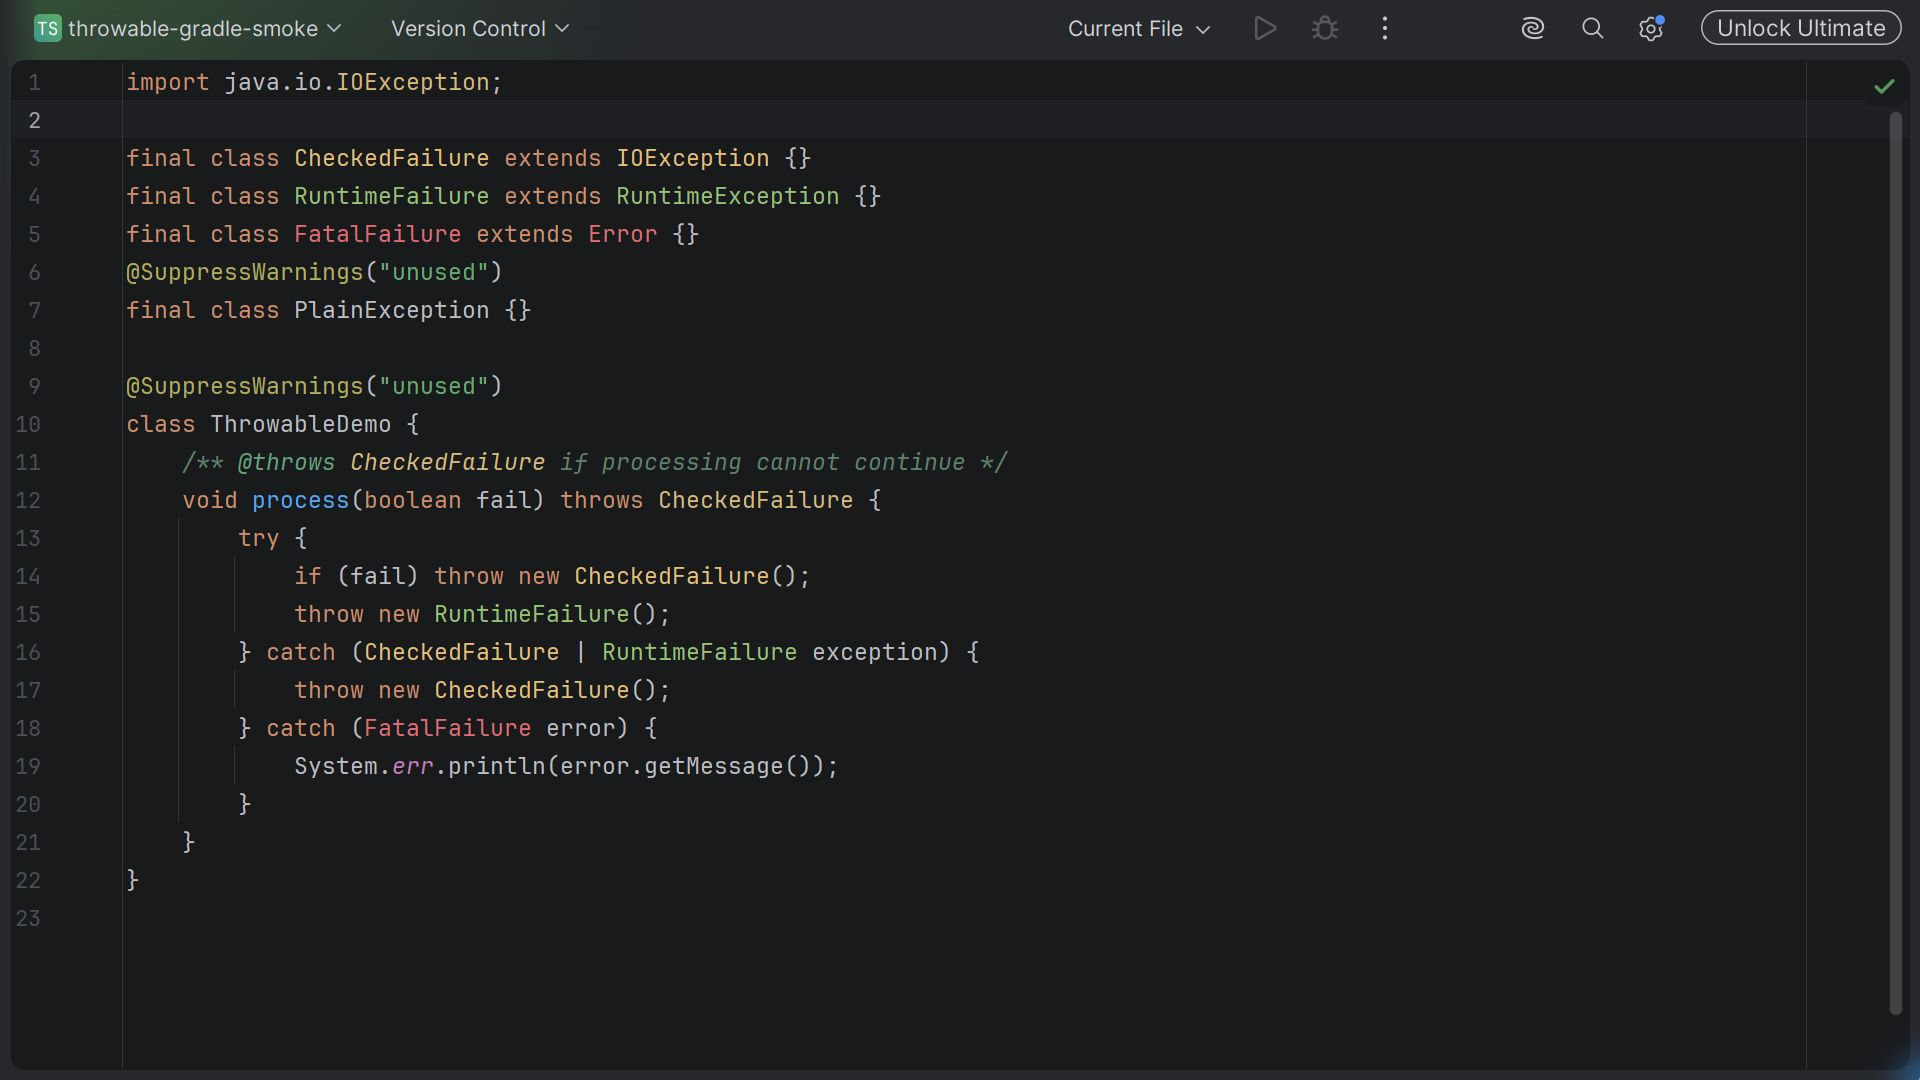 TS throwable-gradle-smoke Version Control Current File Unlock Ultimate
1 import java.io.IOException;
2
3 final class CheckedFailure extends IOException {}
4 final class RuntimeFailure extends RuntimeException {}
5 final class FatalFailure extends Error {}
6 @SuppressWarnings("unused")
7 final class PlainException {}
8
9 @SuppressWarnings("unused")
10 class ThrowableDemo {
11     /** @throws CheckedFailure if processing cannot continue */
12     void process(boolean fail) throws CheckedFailure {
13         try {
14             if (fail) throw new CheckedFailure();
15             throw new RuntimeFailure();
16         } catch (CheckedFailure | RuntimeFailure exception) {
17             throw new CheckedFailure();
18         } catch (FatalFailure error) {
19             System.err.println(error.getMessage());
20         }
21     }
22 }
23